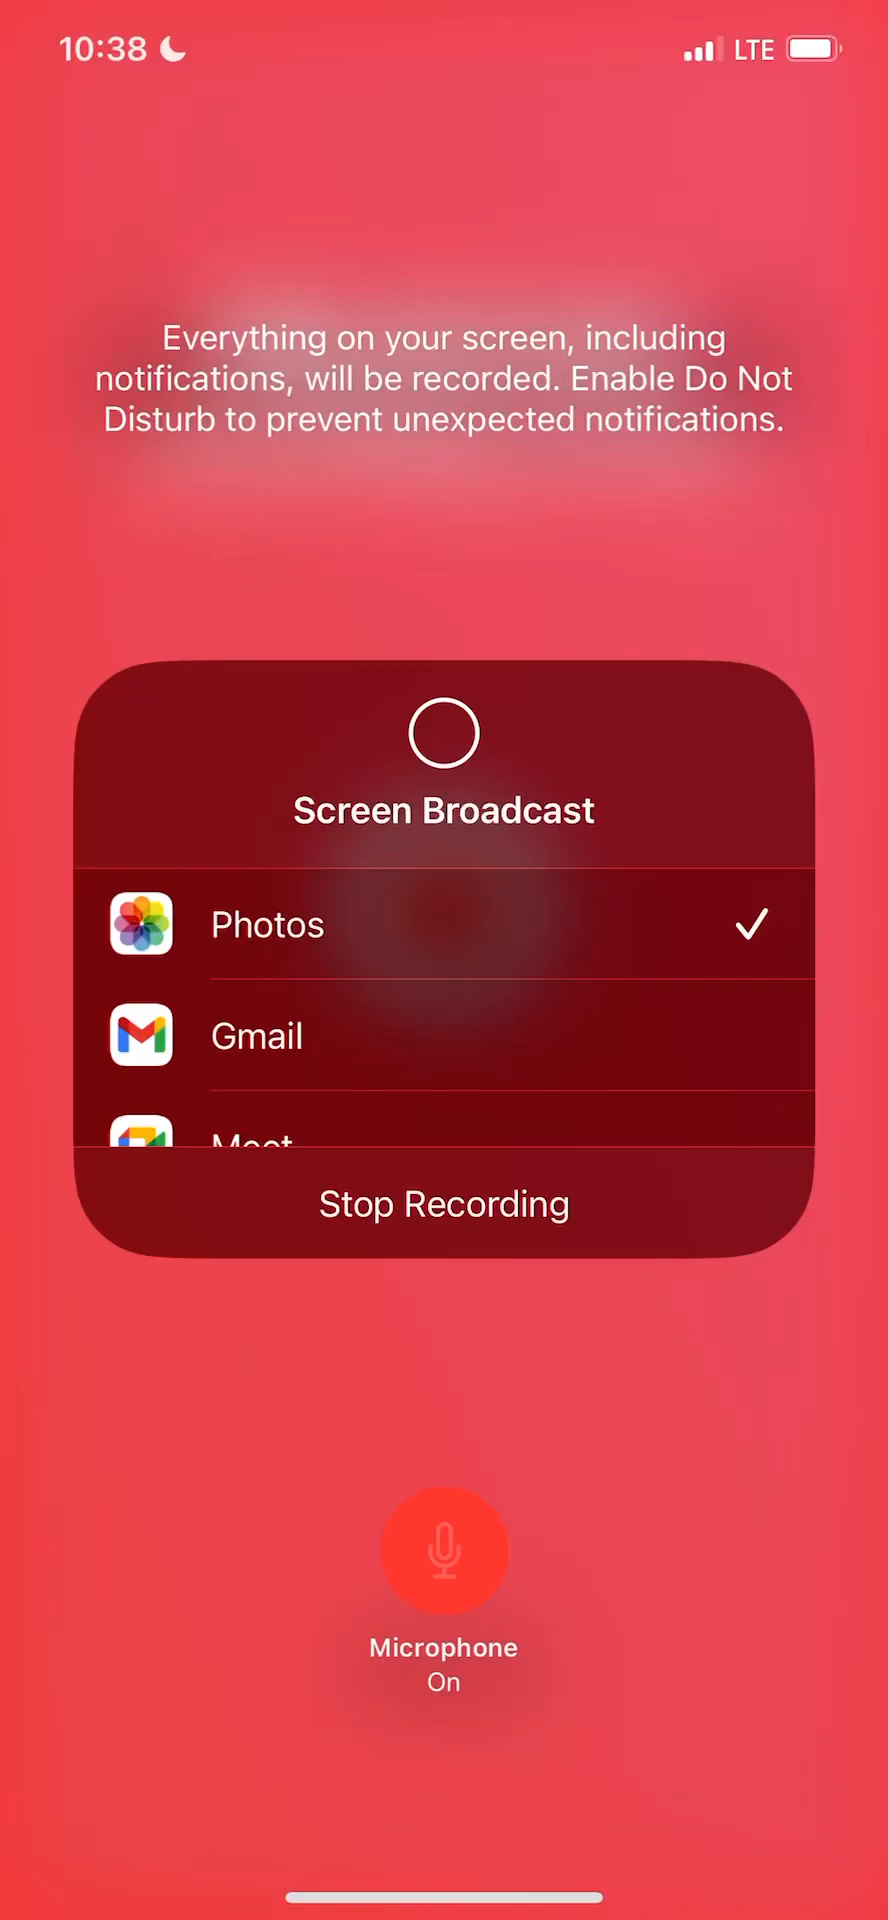 10:38
LTE
Everything on your screen, including
notifications, will be recorded. Enable Do Not
Disturb to prevent unexpected notifications.
Screen Broadcast
Photos
Gmail
Meet
Stop Recording
Microphone
On